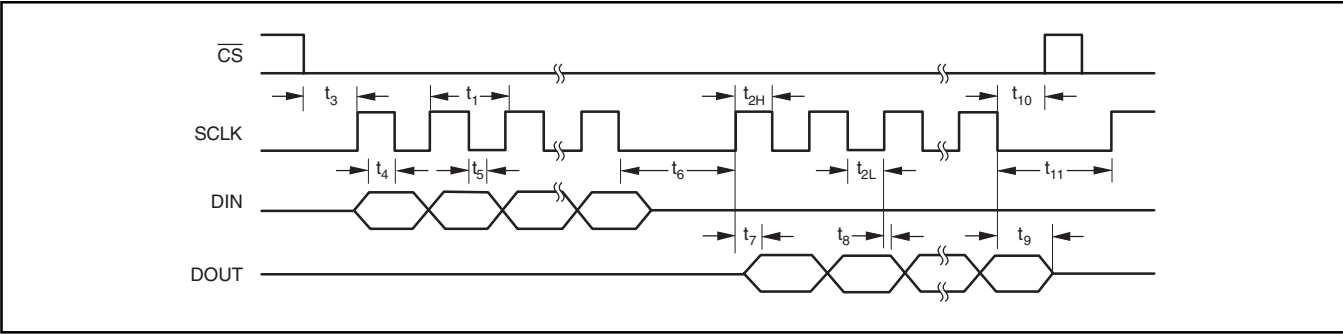 CS
t3 t1 t2H t10
SCLK
t4 t5 t6 t2L t11
DIN
t7 t8 t9
DOUT